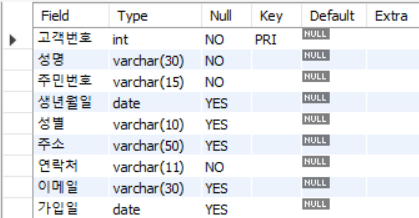 Field Type Null Key Default Extra
고객번호 int NO PRI NULL
성명 varchar(30) NO NULL
주민번호 varchar(15) NO NULL
생년월일 date YES NULL
성별 varchar(10) YES NULL
주소 varchar(50) YES NULL
연락처 varchar(11) NO NULL
이메일 varchar(30) YES NULL
가입일 date YES NULL